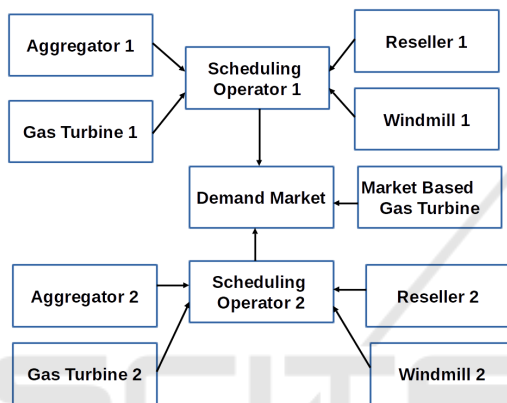 Aggregator 1
Scheduling
Operator 1
Reseller 1
Gas Turbine 1
Windmill 1
Demand Market
Market Based
Gas Turbine
Aggregator 2
Scheduling
Operator 2
Reseller 2
Gas Turbine 2
Windmill 2